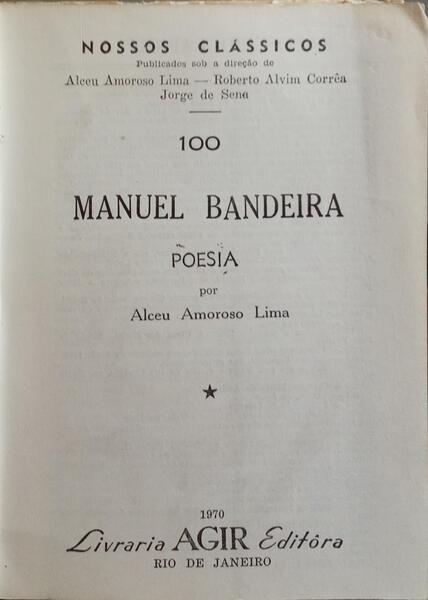 NOSSOS CLÁSSICOS
Publicados sob a direção de
Alceu Amoroso Lima — Roberto Alvim Corrêa
Jorge de Sena
100
MANUEL BANDEIRA
POESIA
por
Alceu Amoroso Lima
★
1970
Livraria AGIR Editôra
RIO DE JANEIRO